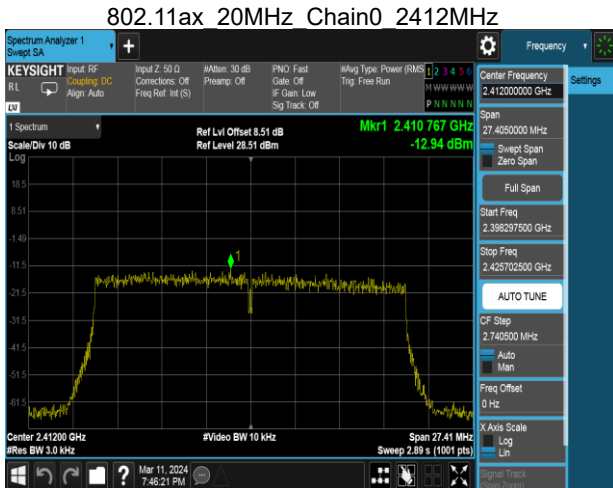 802.11ax_20MHz_Chain0_2412MHz
Spectrum Analyzer 1
Swept SA
Frequency
KEYSIGHT
RL
Input: RF
Coupling: DC
Align: Auto
Input Z: 50 Ω
Corrections: Off
Freq Ref: Int (S)
#Atten: 30 dB
Preamp: Off
PNO: Fast
Gate: Off
IF Gain: Low
Sig Track: Off
#Avg Type: Power (RMS
Trig: Free Run
1 2 3 4 5 6
M W W W W W
P N N N N N
1 Spectrum
Scale/Div 10 dB
Ref Lvl Offset 8.51 dB
Ref Level 28.51 dBm
Mkr1 2.410 767 GHz
-12.94 dBm
Log
18.5
8.51
-1.49
-11.5
-21.5
-31.5
-41.5
-51.5
-61.5
1
Center 2.41200 GHz
#Res BW 3.0 kHz
#Video BW 10 kHz
Span 27.41 MHz
Sweep 2.89 s (1001 pts)
Center Frequency
2.412000000 GHz
Settings
Span
27.4050000 MHz
Swept Span
Zero Span
Full Span
Start Freq
2.398297500 GHz
Stop Freq
2.425702500 GHz
AUTO TUNE
CF Step
2.740500 MHz
Auto
Man
Freq Offset
0 Hz
X Axis Scale
Log
Lin
Signal Track
(Span Zoom)
?
Mar 11, 2024
7:46:21 PM